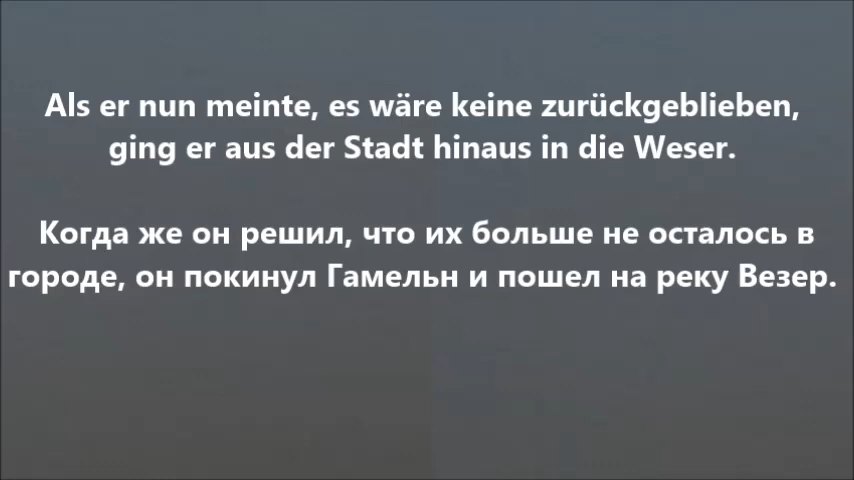 Als er nun meinte, es wäre keine zurückgeblieben,
ging er aus der Stadt hinaus in die Weser.
Когда же он решил, что их больше не осталось в
городе, он покинул Гамельн и пошел на реку Везер.